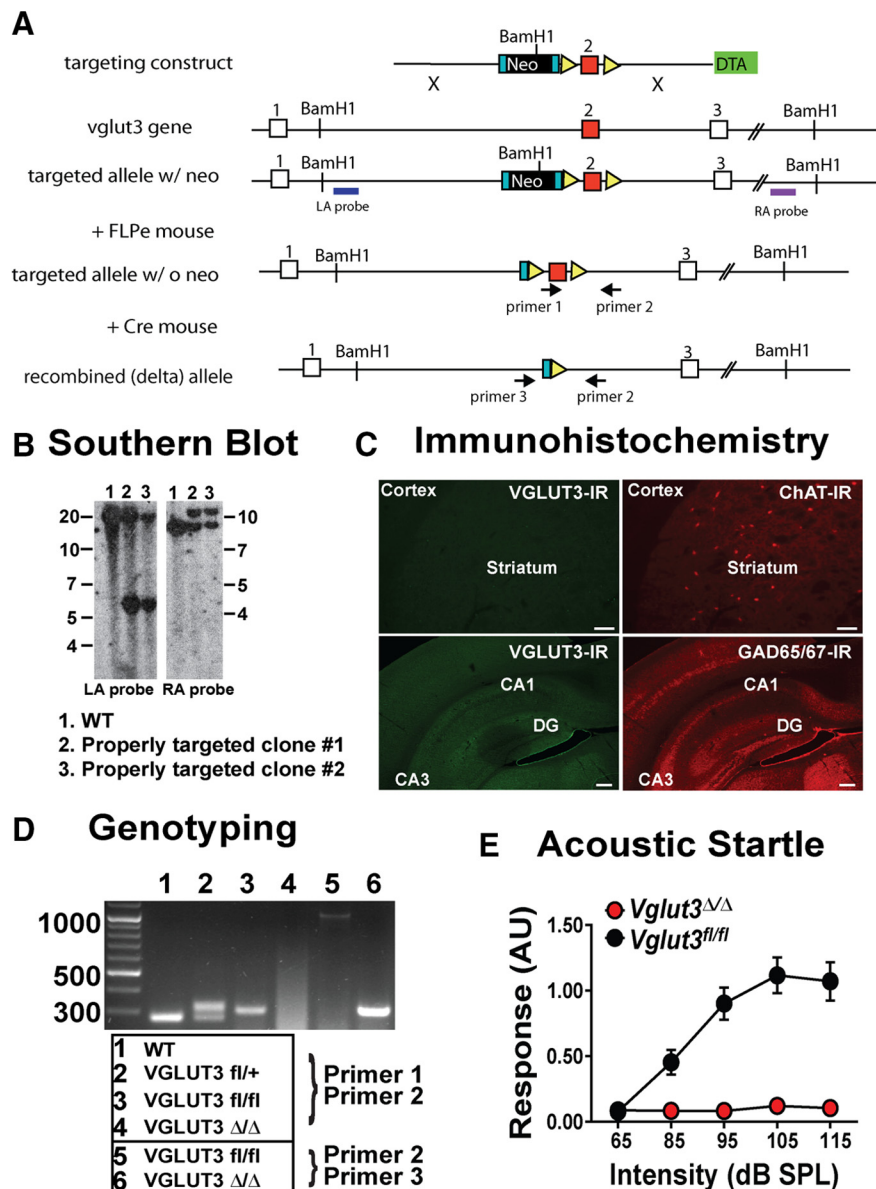 A
targeting construct
BamH1
Neo
2
DTA
X
X
vglut3 gene
1
BamH1
2
3
BamH1
targeted allele w/ neo
1
BamH1
BamH1
Neo
2
3
BamH1
LA probe
RA probe
+ FLPe mouse
targeted allele w/ o neo
1
BamH1
3
BamH1
primer 1
primer 2
+ Cre mouse
recombined (delta) allele
1
BamH1
3
BamH1
primer 3
primer 2
B Southern Blot
1 2 3
1 2 3
20
10
7
5
4
10
7
5
4
LA probe
RA probe
1. WT
2. Properly targeted clone #1
3. Properly targeted clone #2
C Immunohistochemistry
Cortex
VGLUT3-IR
Striatum
Cortex
ChAT-IR
Striatum
VGLUT3-IR
CA1
DG
CA3
GAD65/67-IR
CA1
DG
CA3
D Genotyping
1 2 3 4 5 6
1000
500
300
1 WT
2 VGLUT3 fl/+
3 VGLUT3 fl/fl
4 VGLUT3 Δ/Δ
Primer 1
Primer 2
5 VGLUT3 fl/fl
6 VGLUT3 Δ/Δ
Primer 2
Primer 3
E Acoustic Startle
Vglut3Δ/Δ
Vglut3fl/fl
Response (AU)
1.50
1.00
0.50
0.00
65 85 95 105 115
Intensity (dB SPL)